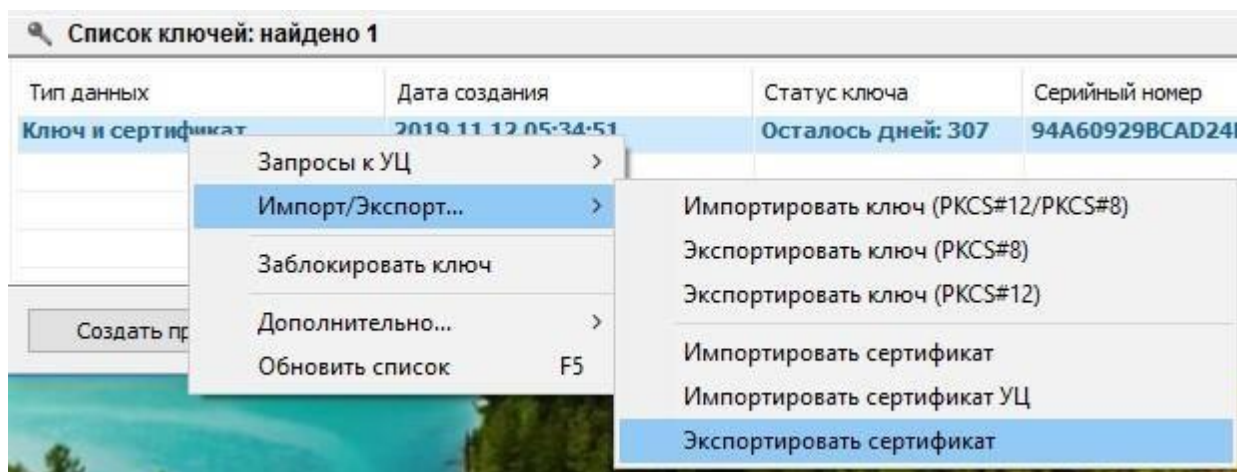 Список ключей: найдено 1
Тип данных Дата создания Статус ключа Серийный номер
Ключ и сертификат 2019.11.12 05:34:51 Осталось дней: 307 94A60929BCAD24
Запросы к УЦ
Импорт/Экспорт...
Заблокировать ключ
Дополнительно...
Обновить список F5
Импортировать ключ (PKCS#12/PKCS#8)
Экспортировать ключ (PKCS#8)
Экспортировать ключ (PKCS#12)
Импортировать сертификат
Импортировать сертификат УЦ
Экспортировать сертификат
Создать